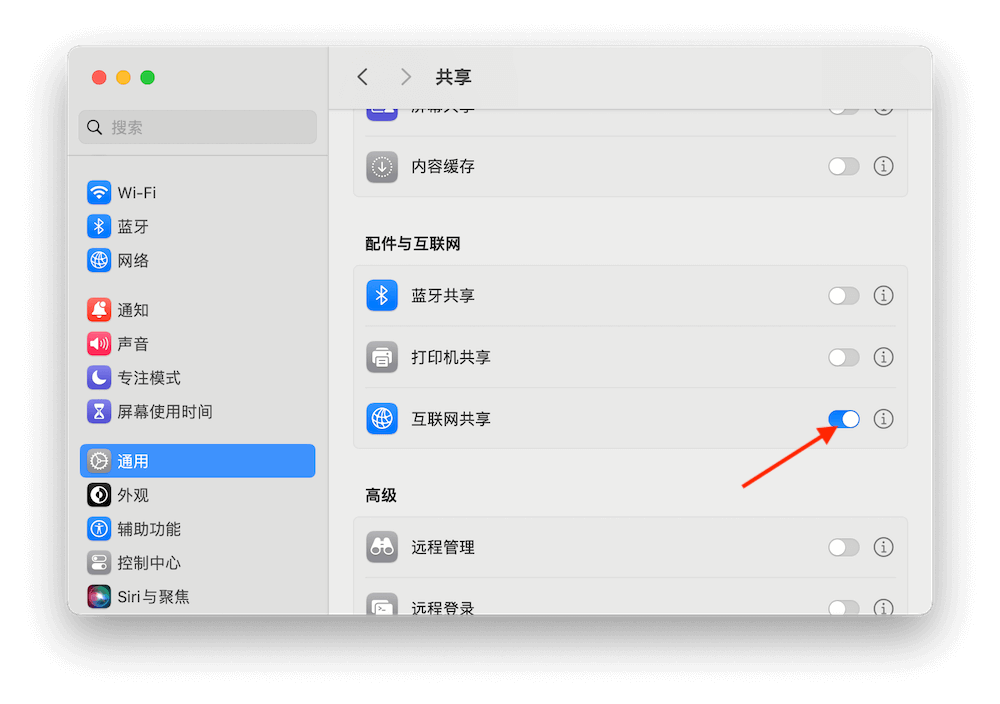 共享
搜索
Wi-Fi
蓝牙
网络
通知
声音
专注模式
屏幕使用时间
通用
外观
辅助功能
控制中心
Siri与聚焦
屏幕共享
内容缓存
配件与互联网
蓝牙共享
打印机共享
互联网共享
高级
远程管理
远程登录